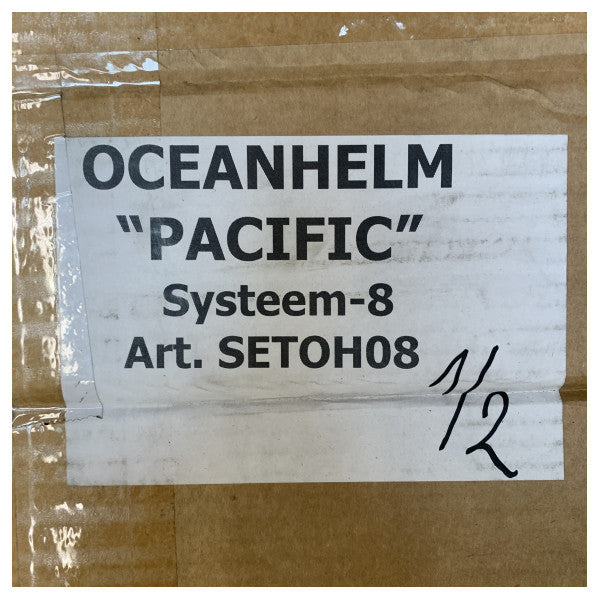 OCEANHELM
“PACIFIC”
Systeem-8
Art. SETOH08
1/2